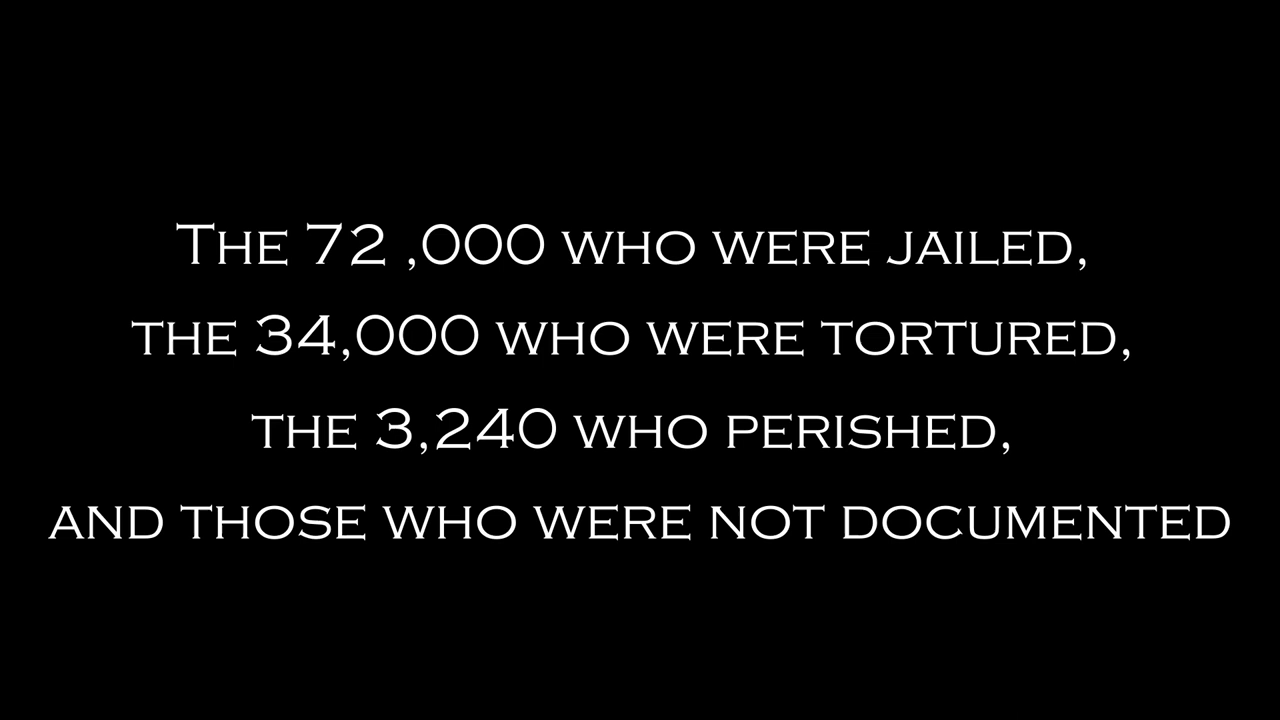 The 72 ,000 who were jailed,
the 34,000 who were tortured,
the 3,240 who perished,
and those who were not documented